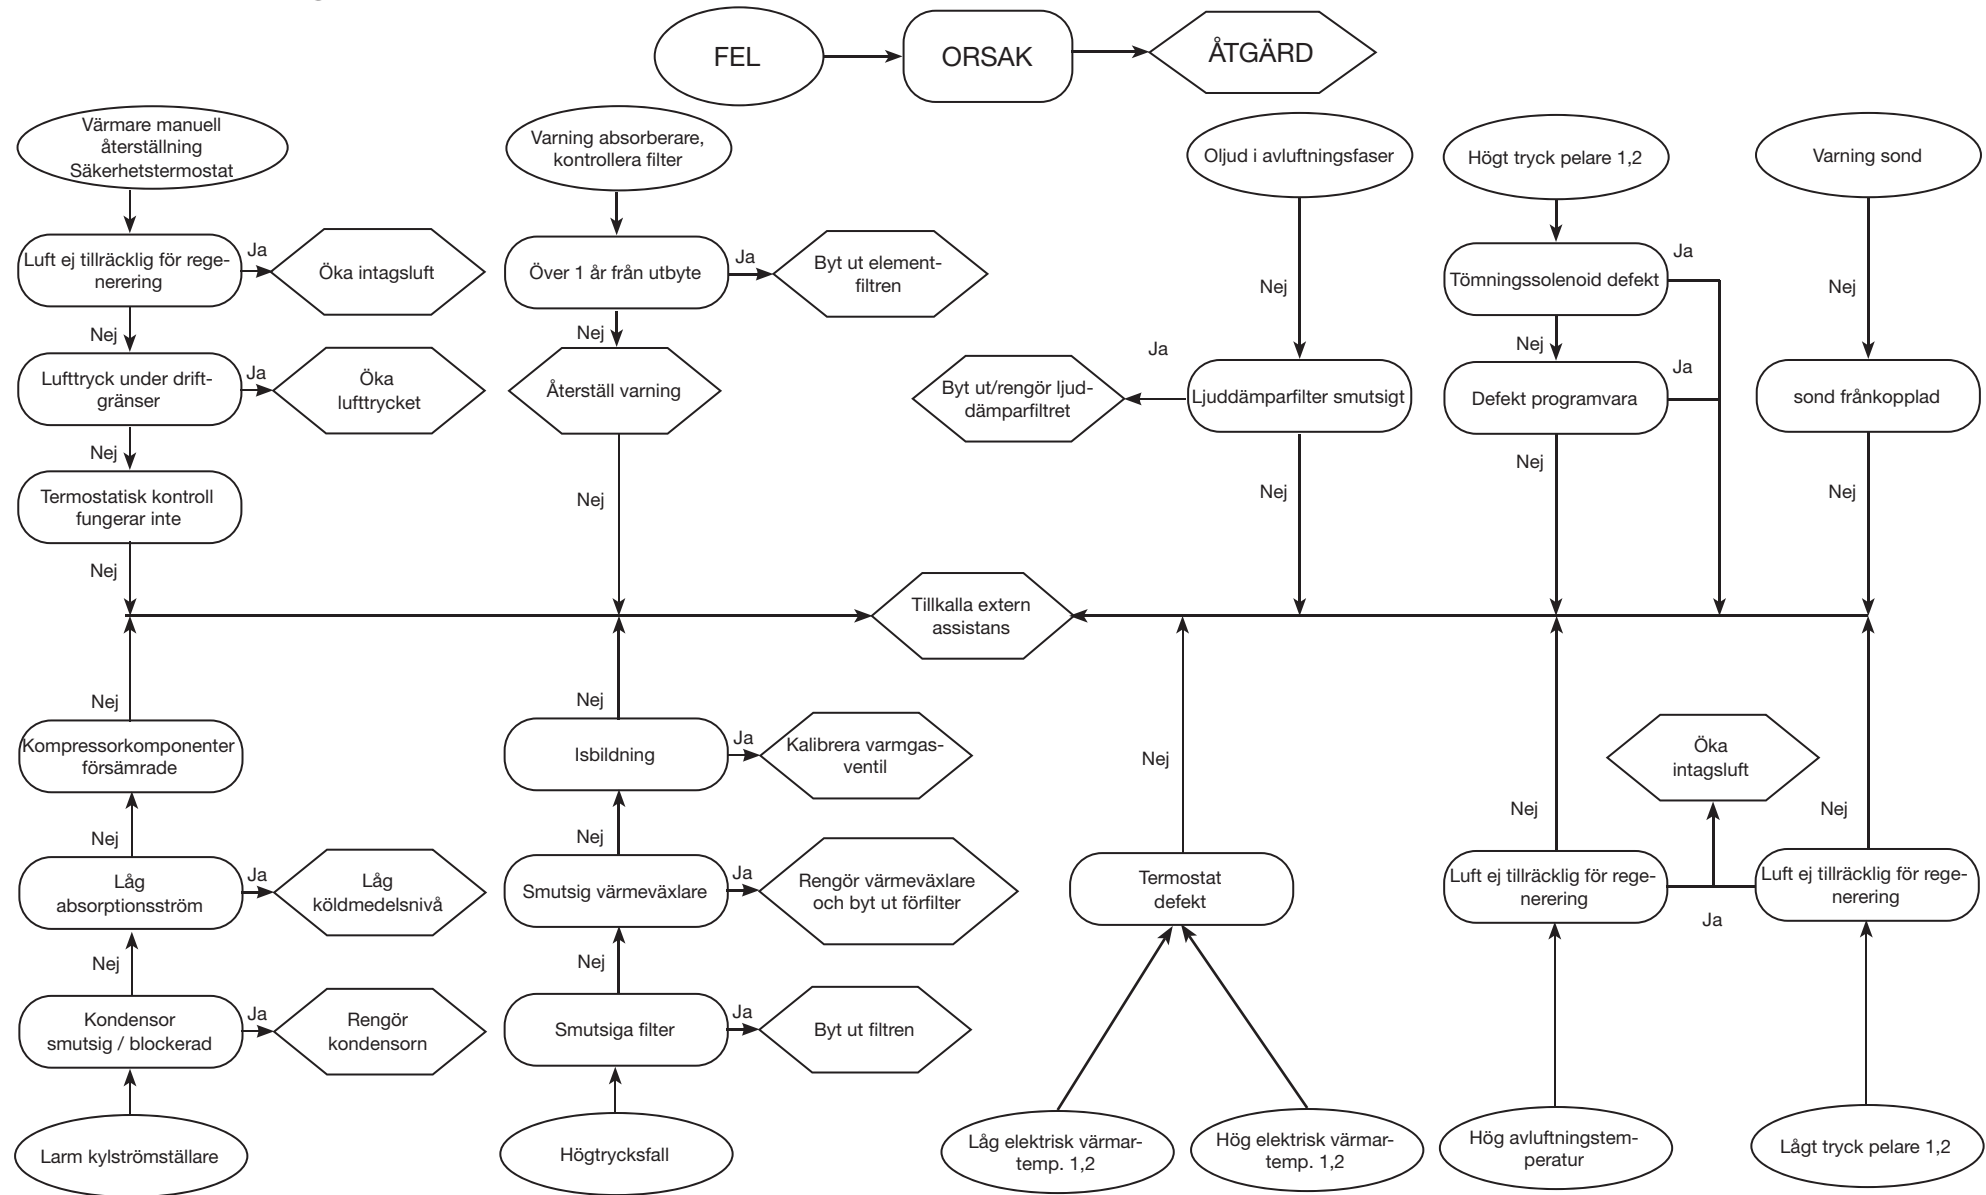 FEL
ORSAK
ÅTGÄRD
Värmare manuell
återställning
Säkerhetstermostat
Luft ej tillräcklig för rege-
nerering
Ja
Öka intagsluft
Nej
Lufttryck under drift-
gränser
Ja
Öka
lufttrycket
Nej
Termostatisk kontroll
fungerar inte
Nej
Varning absorberare,
kontrollera filter
Över 1 år från utbyte
Ja
Byt ut element-
filtren
Nej
Återställ varning
Nej
Oljud i avluftningsfaser
Nej
Ljuddämparfilter smutsigt
Ja
Byt ut/rengör ljud-
dämparfiltret
Nej
Högt tryck pelare 1,2
Tömningssolenoid defekt
Ja
Nej
Defekt programvara
Ja
Nej
Varning sond
Nej
sond frånkopplad
Nej
Tillkalla extern
assistans
Nej
Kompressorkomponenter
försämrade
Nej
Låg
absorptionsström
Ja
Låg
köldmedelsnivå
Nej
Kondensor
smutsig / blockerad
Ja
Rengör
kondensorn
Larm kylströmställare
Nej
Isbildning
Ja
Kalibrera varmgas-
ventil
Nej
Smutsig värmeväxlare
Ja
Rengör värmeväxlare
och byt ut förfilter
Nej
Smutsiga filter
Ja
Byt ut filtren
Högtrycksfall
Nej
Termostat
defekt
Låg elektrisk värmar-
temp. 1,2
Hög elektrisk värmar-
temp. 1,2
Öka
intagsluft
Nej
Luft ej tillräcklig för rege-
nerering
Ja
Hög avluftningstem-
peratur
Nej
Luft ej tillräcklig för rege-
nerering
Lågt tryck pelare 1,2